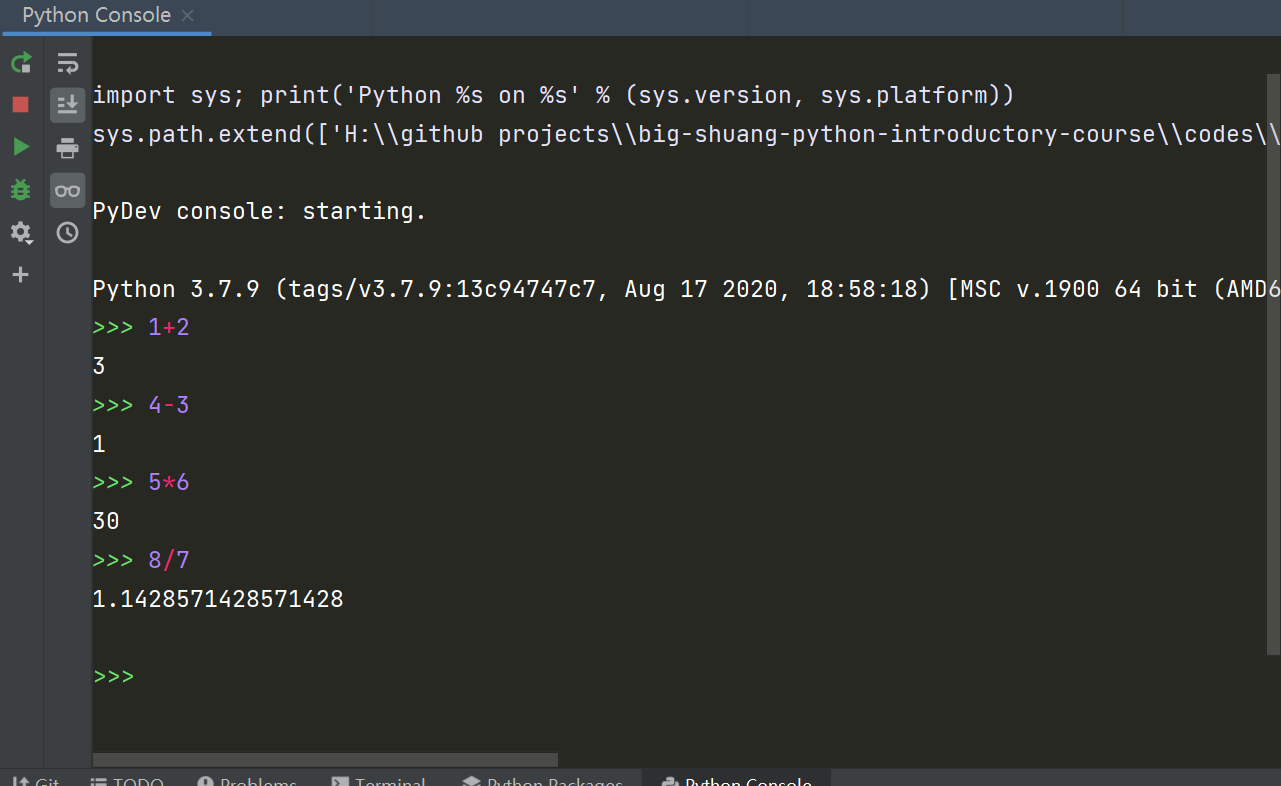 Python Console
import sys; print('Python %s on %s' % (sys.version, sys.platform))
sys.path.extend(['H:\\github projects\\big-shuang-python-introductory-course\\codes\\
PyDev console: starting.
Python 3.7.9 (tags/v3.7.9:13c94747c7, Aug 17 2020, 18:58:18) [MSC v.1900 64 bit (AMD6
>>> 1+2
3
>>> 4-3
1
>>> 5*6
30
>>> 8/7
1.1428571428571428
>>>
Git TODO Problems Terminal Python Packages Python Console